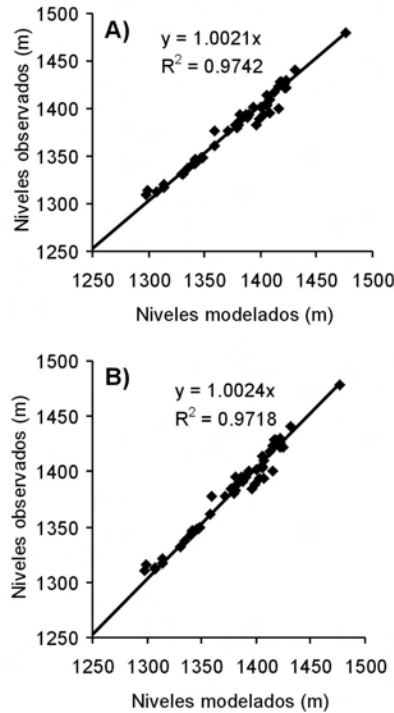 A)
y = 1.0021x
R² = 0.9742
Niveles observados (m)
1500
1450
1400
1350
1300
1250
1250 1300 1350 1400 1450 1500
Niveles modelados (m)
B)
y = 1.0024x
R² = 0.9718
Niveles observados (m)
1500
1450
1400
1350
1300
1250
1250 1300 1350 1400 1450 1500
Niveles modelados (m)